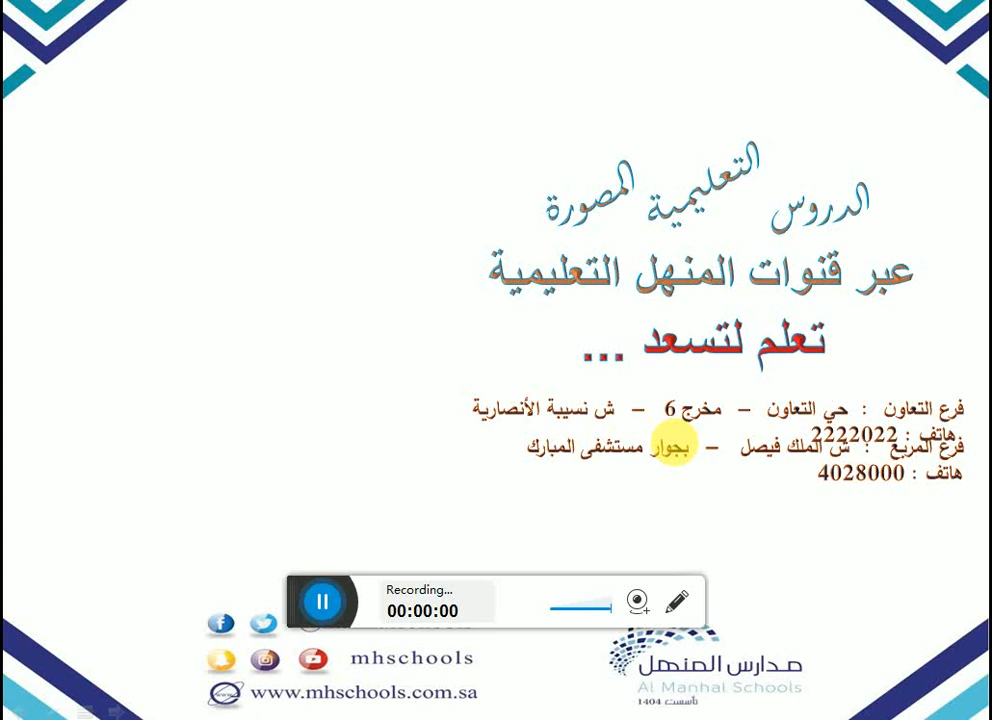 الدروس التعليمية المصورة
عبر قنوات المنهل التعليمية
تعلم لتسعد ...
فرع التعاون : حي التعاون – مخرج 6 – ش نسيبة الأنصارية
هاتف : 2222022
فرع المربع : ش الملك فيصل – بجوار مستشفى المبارك
هاتف : 4028000
Recording...
00:00:00
mhschools
www.mhschools.com.sa
مدارس المنهل
Al Manhal Schools
تأسست 1404